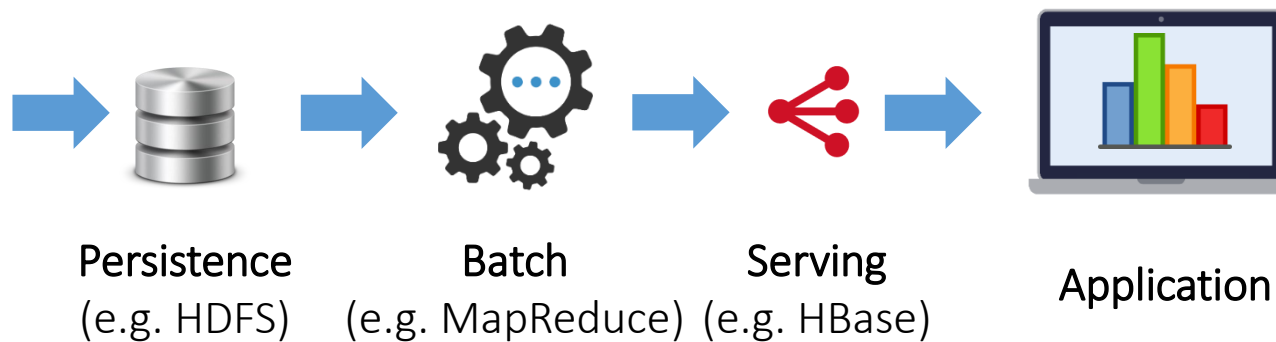 Persistence
(e.g. HDFS)
Batch
(e.g. MapReduce)
Serving
(e.g. HBase)
Application